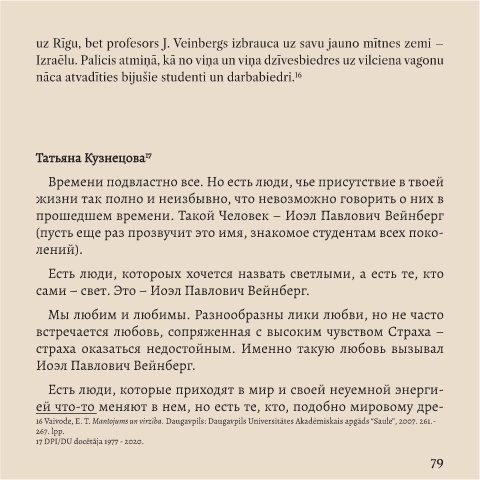 uz Rīgu, bet profesors J. Veinbergs izbrauca uz savu jauno mītnes zemi –
Izraēlu. Palicis atmiņā, kā no viņa un viņa dzīvesbiedres uz vilciena vagonu
nāca atvadīties bijušie studenti un darbabiedri.¹⁶
Татьяна Кузнецова¹⁷
Времени подвластно все. Но есть люди, чье присутствие в твоей
жизни так полно и неизбывно, что невозможно говорить о них в
прошедшем времени. Такой Человек – Иоэл Павлович Вейнберг
(пусть еще раз прозвучит это имя, знакомое студентам всех поко-
лений).
Есть люди, котороых хочется назвать светлыми, а есть те, кто
сами – свет. Это – Иоэл Павлович Вейнберг.
Мы любим и любимы. Разнообразны лики любви, но не часто
встречается любовь, сопряженная с высоким чувством Страха –
страха оказаться недостойным. Именно такую любовь вызывал
Иоэл Павлович Вейнберг.
Есть люди, которые приходят в мир и своей неуемной энерги-
ей что-то меняют в нем, но есть те, кто, подобно мировому дре-
16 Vaivode, E. T. Mantojums un virzība. Daugavpils: Daugavpils Universitātes Akadēmiskais apgāds “Saule”, 2007. 261.-
267. lpp.
17 DPI/DU docētāja 1977 - 2020.
79